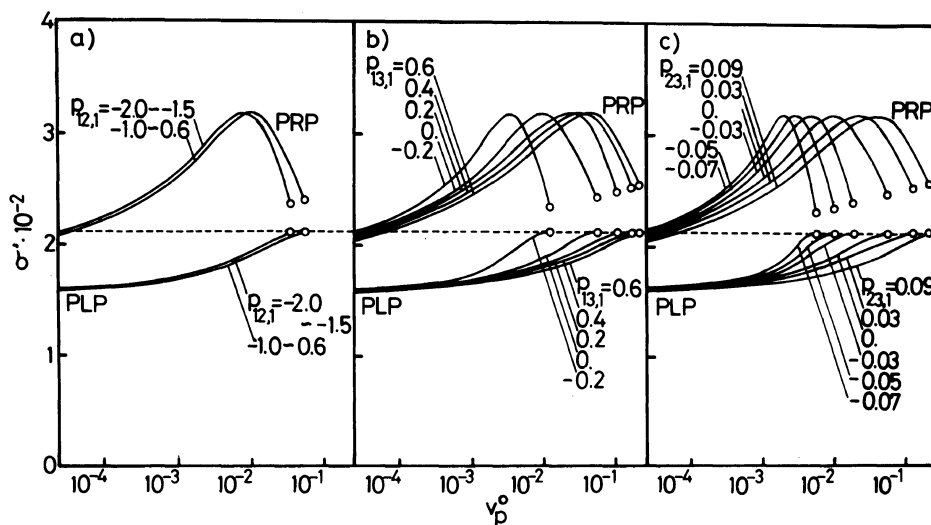 4
3
2
1
0
σ'·10⁻²
a)
p₁₂,₁=-2.0~-1.5
-1.0-0.6
PRP
PLP
p₁₂,₁=-2.0
~-1.5
-1.0-0.6
10⁻⁴ 10⁻³ 10⁻² 10⁻¹
b)
p₁₃,₁=0.6
0.4
0.2
0.
-0.2
PRP
PLP
p₁₃,₁=0.6
0.4
0.2
0.
-0.2
10⁻⁴ 10⁻³ 10⁻² 10⁻¹
c)
p₂₃,₁=0.09
0.03
0.
-0.03
-0.05
-0.07
PRP
PLP
p₂₃,₁=0.09
0.03
0.
-0.03
-0.05
-0.07
10⁻⁴ 10⁻³ 10⁻² 10⁻¹
vₚ°